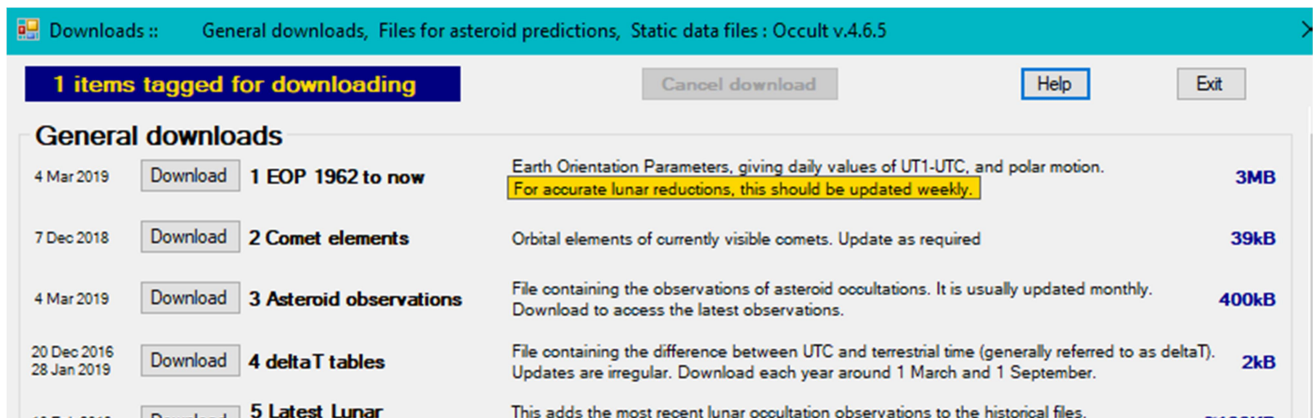 Downloads :: General downloads, Files for asteroid predictions, Static data files : Occult v.4.6.5
1 items tagged for downloading
Cancel download
Help
Exit
General downloads
4 Mar 2019 Download 1 EOP 1962 to now
Earth Orientation Parameters, giving daily values of UT1-UTC, and polar motion.
For accurate lunar reductions, this should be updated weekly.
3MB
7 Dec 2018 Download 2 Comet elements
Orbital elements of currently visible comets. Update as required
39kB
4 Mar 2019 Download 3 Asteroid observations
File containing the observations of asteroid occultations. It is usually updated monthly.
Download to access the latest observations.
400kB
20 Dec 2016
28 Jan 2019
Download 4 deltaT tables
File containing the difference between UTC and terrestrial time (generally referred to as deltaT).
Updates are irregular. Download each year around 1 March and 1 September.
2kB
Download 5 Latest Lunar
This adds the most recent lunar occultation observations to the historical files.